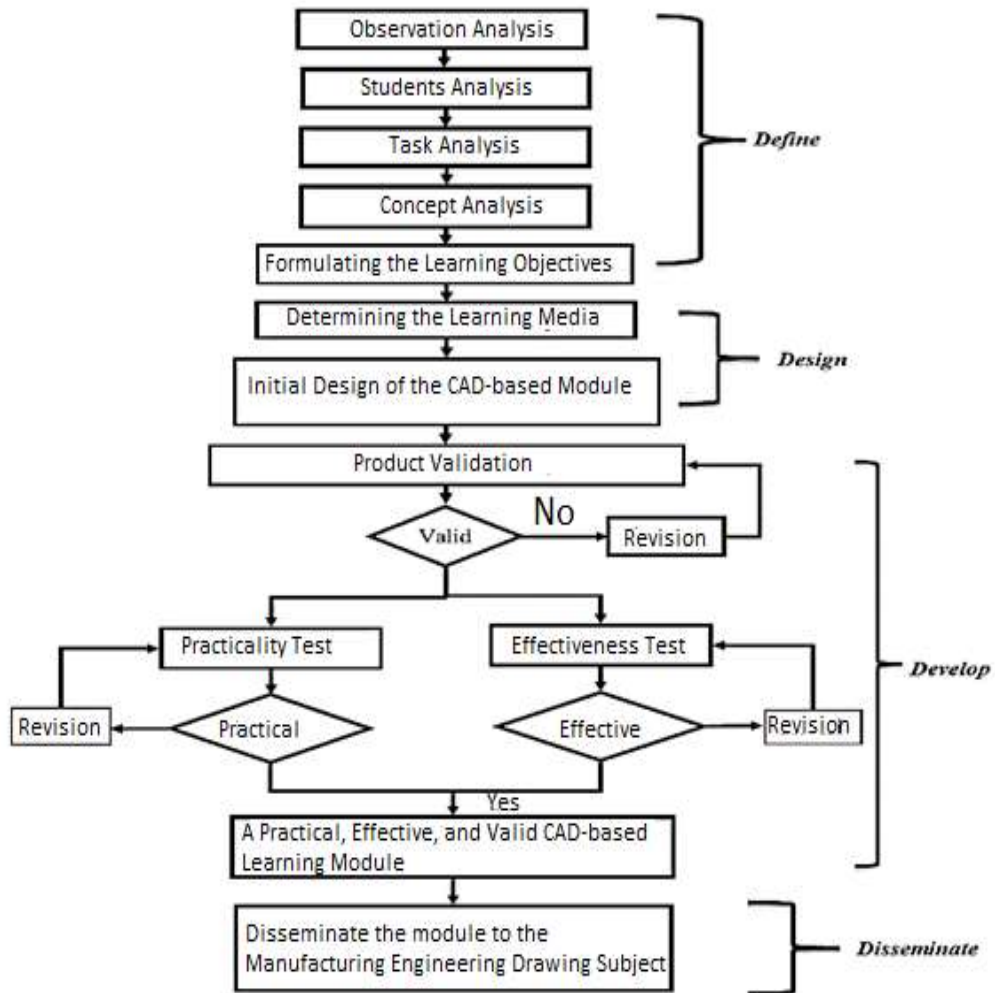 Observation Analysis
Students Analysis
Task Analysis
Define
Concept Analysis
Formulating the Learning Objectives
Determining the Learning Media
Design
Initial Design of the CAD-based Module
Product Validation
No
Valid
Revision
Practicality Test
Effectiveness Test
Develop
Revision
Practical
Effective
Revision
Yes
A Practical, Effective, and Valid CAD-based
Learning Module
Disseminate the module to the
Manufacturing Engineering Drawing Subject
Disseminate